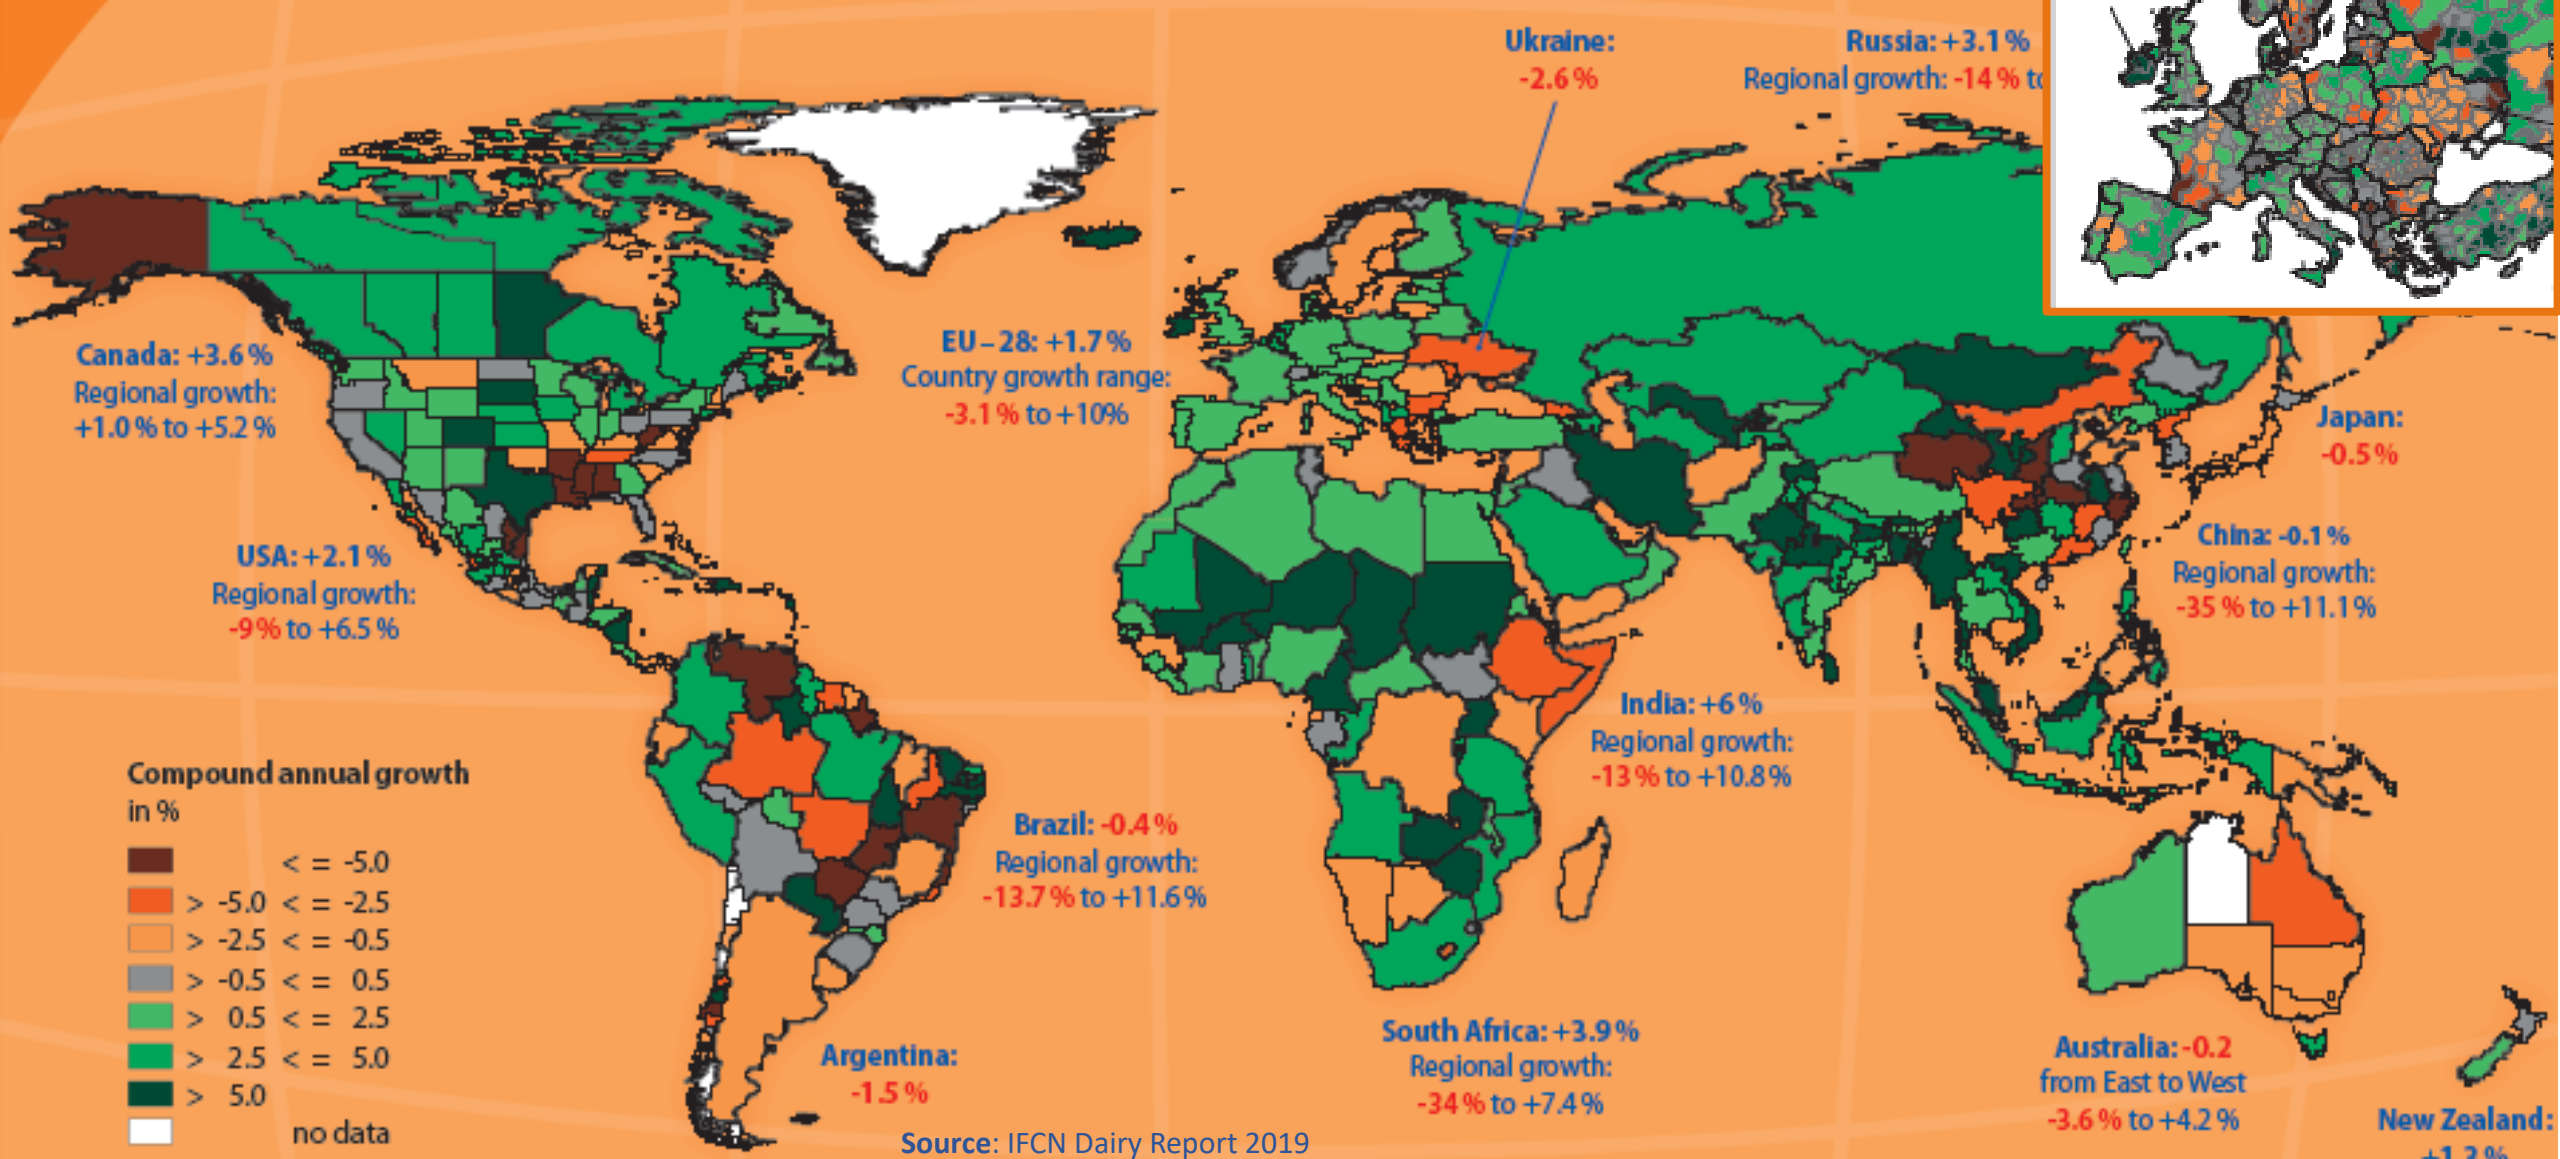 Ukraine:
-2.6%
Russia: +3.1%
Regional growth: -14% to
Canada: +3.6%
Regional growth:
+1.0% to +5.2%
EU-28: +1.7%
Country growth range:
-3.1% to +10%
Japan:
-0.5%
USA: +2.1%
Regional growth:
-9% to +6.5%
China: -0.1%
Regional growth:
-35% to +11.1%
India: +6%
Regional growth:
-13% to +10.8%
Brazil: -0.4%
Regional growth:
-13.7% to +11.6%
Compound annual growth
in %
< = -5.0
> -5.0 < = -2.5
> -2.5 < = -0.5
> -0.5 < = 0.5
> 0.5 < = 2.5
> 2.5 < = 5.0
> 5.0
no data
Argentina:
-1.5%
South Africa: +3.9%
Regional growth:
-34% to +7.4%
Australia: -0.2
from East to West
-3.6% to +4.2%
New Zealand:
+1.3%
Source: IFCN Dairy Report 2019